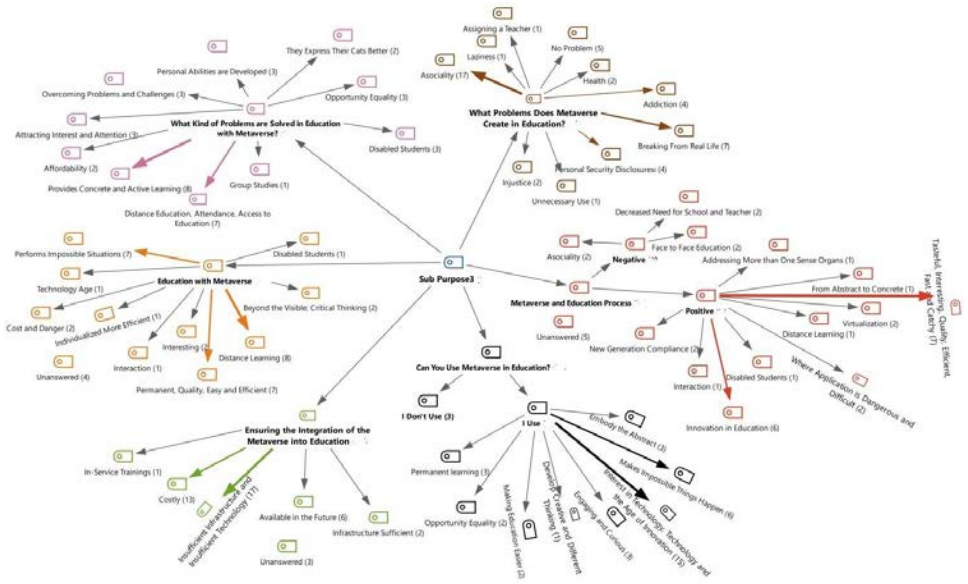 Assigning a Teacher (1)
They Express Their Cats Better (2)
Laziness (1)
No Problem (5)
Personal Abilities are Developed (3)
Asociality (17)
Health (2)
Overcoming Problems and Challenges (3)
Opportunity Equality (3)
Addiction (4)
What Kind of Problems are Solved in Education
with Metaverse?
What Problems Does Metaverse
Create in Education?
Attracting Interest and Attention (3)
Disabled Students (3)
Breaking From Real Life (7)
Affordability (2)
Personal Security Disclosures (4)
Provides Concrete and Active Learning (8)
Group Studies (1)
Injustice (2)
Unnecessary Use (1)
Distance Education, Attendance, Access to
Education (7)
Decreased Need for School and Teacher (2)
Performs Impossible Situations (7)
Disabled Students (1)
Asociality (2)
Negative
Face to Face Education (2)
Addressing More than One Sense Organs (1)
Technology Age (1)
Education with Metaverse
Sub Purpose3
From Abstract to Concrete (1)
Tasteful, Interesting, Quality, Efficient,
Fast and Catchy (7)
Beyond the Visible; Critical Thinking (2)
Metaverse and Education Process
Positive
Virtualization (2)
Cost and Danger (2)
Individualized More Efficient (1)
Interesting (2)
Distance Learning (8)
Unanswered (5)
New Generation Compliance (2)
Distance Learning (1)
Unanswered (4)
Interaction (1)
Permanent, Quality, Easy and Efficient (7)
Can You Use Metaverse in Education?
Interaction (1)
Disabled Students (1)
Where Application is Dangerous and
Difficult (2)
I Don't Use (3)
I Use
Innovation in Education (6)
Ensuring the Integration of the
Metaverse into Education
Embody the Abstract (3)
In-Service Trainings (1)
Permanent learning (3)
Makes Impossible Things Happen (6)
Costly (13)
Insufficient Infrastructure and
Insufficient Technology (17)
Available in the Future (6)
Infrastructure Sufficient (2)
Opportunity Equality (2)
Making Education Easier (2)
Develop Creative and Different
Thinking (1)
Engaging and Curious (3)
Interest in Technology, Technology and
the Age of Innovation (15)
Unanswered (3)